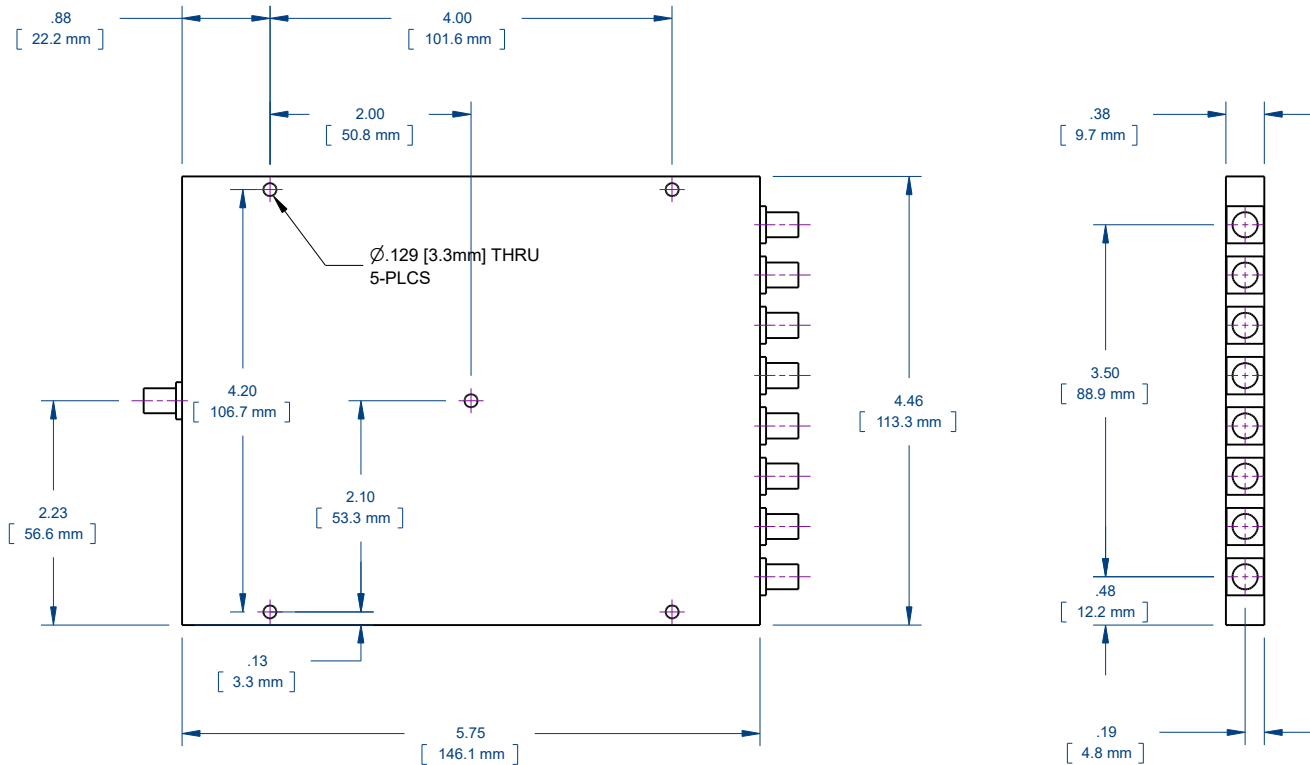 .88
[ 22.2 mm ]
4.00
[ 101.6 mm ]
2.00
[ 50.8 mm ]
.38
[ 9.7 mm ]
Ø.129 [3.3mm] THRU
5-PLCS
4.20
[ 106.7 mm ]
4.46
[ 113.3 mm ]
3.50
[ 88.9 mm ]
2.10
[ 53.3 mm ]
2.23
[ 56.6 mm ]
.48
[ 12.2 mm ]
.13
[ 3.3 mm ]
5.75
[ 146.1 mm ]
.19
[ 4.8 mm ]